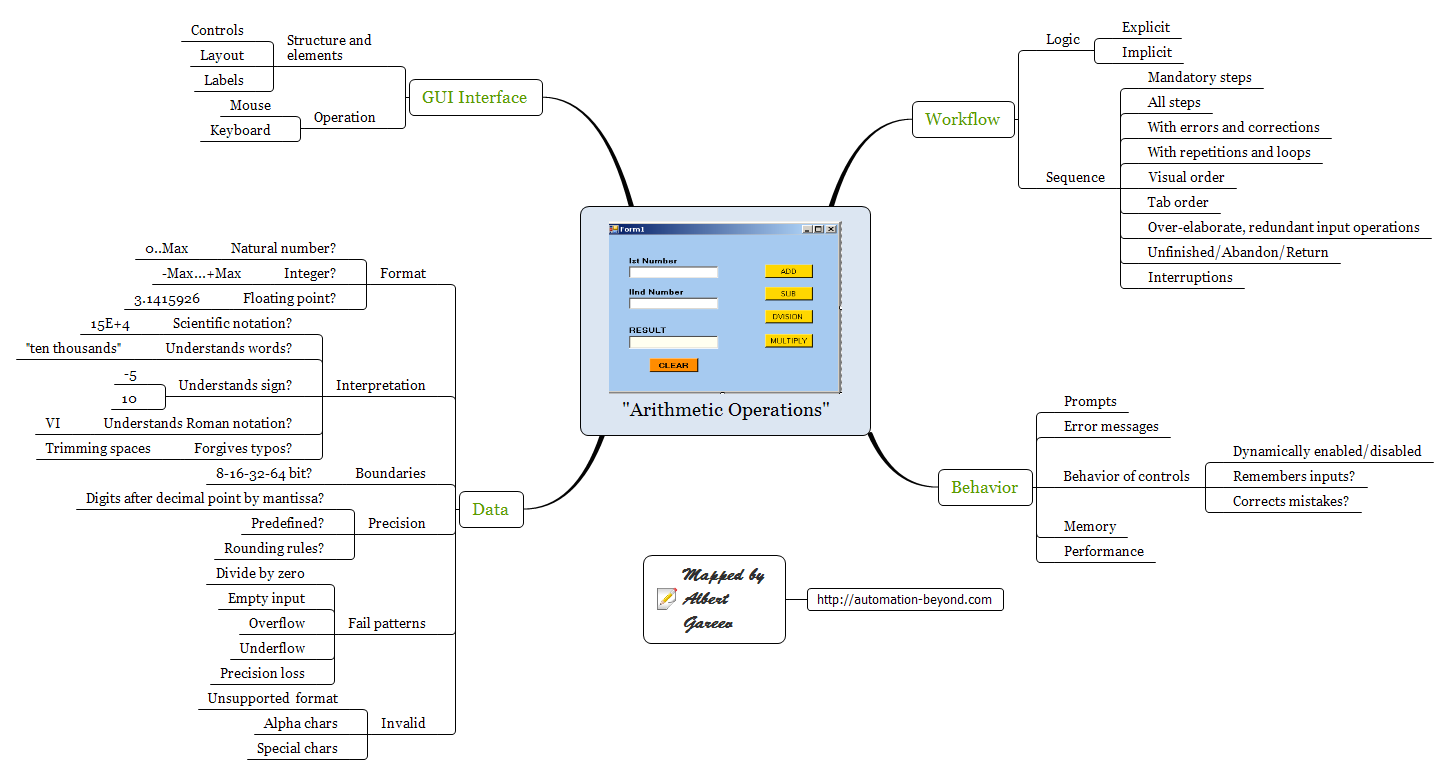 Controls
Layout
Labels
Structure and
elements
Mouse
Keyboard
Operation
GUI Interface
Workflow
Logic
Explicit
Implicit
Sequence
Mandatory steps
All steps
With errors and corrections
With repetitions and loops
Visual order
Tab order
Over-elaborate, redundant input operations
Unfinished/Abandon/Return
Interruptions
Form1
Ist Number
IInd Number
RESULT
ADD
SUB
DVISION
MULTIPLY
CLEAR
"Arithmetic Operations"
0..Max Natural number?
-Max...+Max Integer?
3.1415926 Floating point?
Format
15E+4 Scientific notation?
"ten thousands" Understands words?
-5
10
Understands sign?
VI Understands Roman notation?
Trimming spaces Forgives typos?
Interpretation
8-16-32-64 bit? Boundaries
Digits after decimal point by mantissa?
Predefined?
Rounding rules?
Precision
Data
Divide by zero
Empty input
Overflow
Underflow
Precision loss
Fail patterns
Unsupported format
Alpha chars
Special chars
Invalid
Behavior
Prompts
Error messages
Behavior of controls
Dynamically enabled/disabled
Remembers inputs?
Corrects mistakes?
Memory
Performance
Mapped by
Albert
Gareev
http://automation-beyond.com